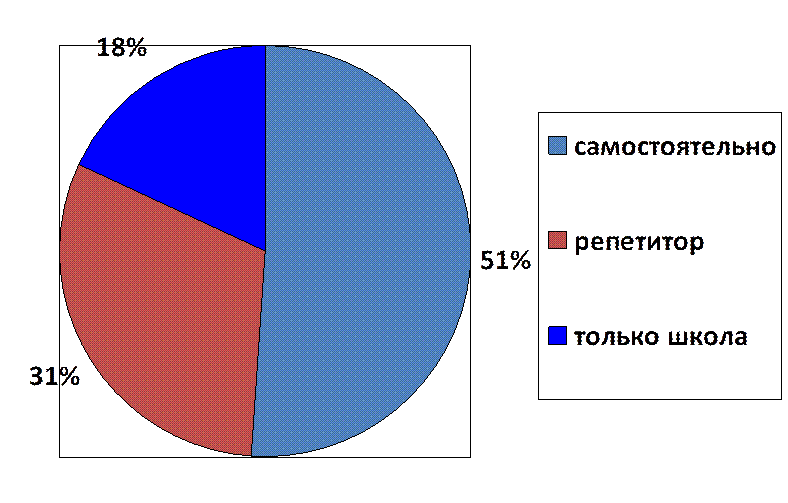 18%
самостоятельно
репетитор
51%
только школа
31%